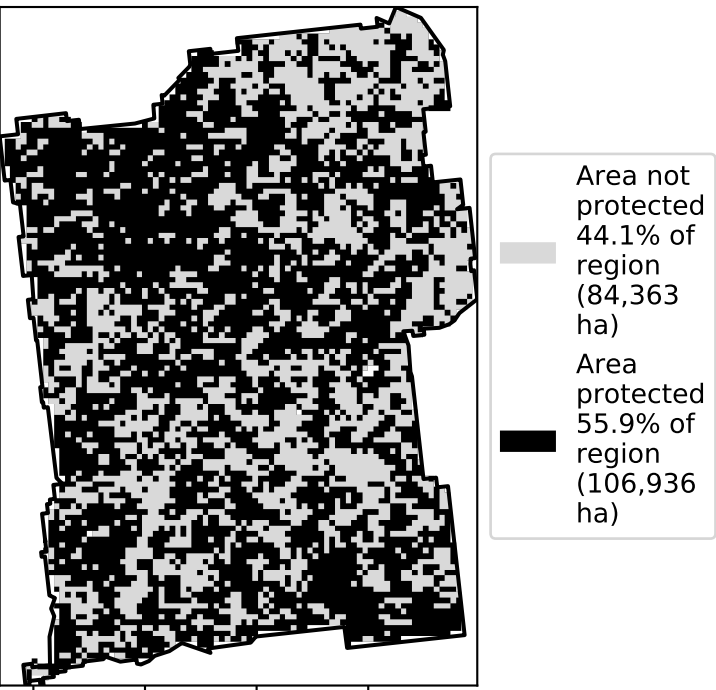 Area not
protected
44.1% of
region
(84,363
ha)
Area
protected
55.9% of
region
(106,936
ha)